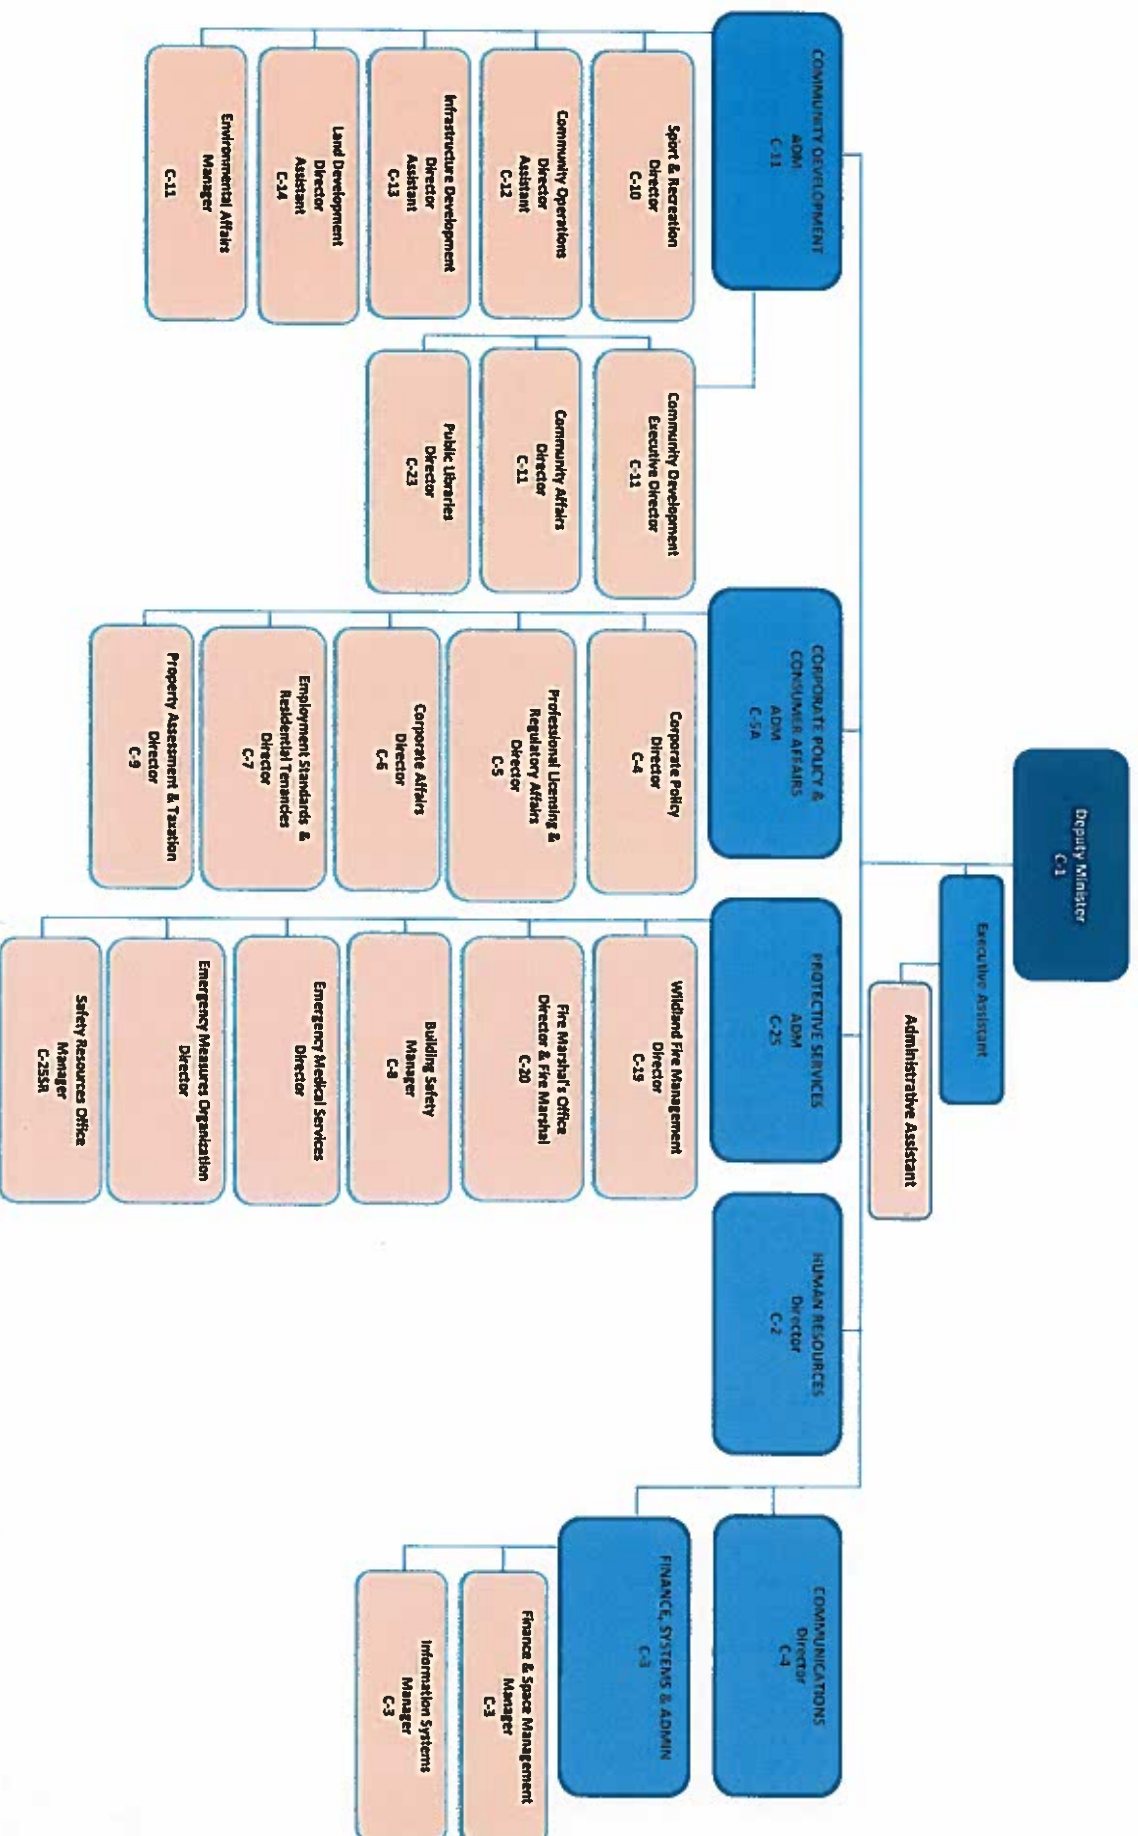 Deputy Minister
C-1
Executive Assistant
Administrative Assistant
COMMUNITY DEVELOPMENT
ADM
C-11
Sport & Recreation
Director
C-10
Community Operations
Director
Assistant
C-12
Infrastructure Development
Director
Assistant
C-13
Land Development
Director
Assistant
C-14
Environmental Affairs
Manager
C-11
Community Development
Executive Director
C-11
Community Affairs
Director
C-11
Public Libraries
Director
C-23
CORPORATE POLICY &
CONSUMER AFFAIRS
ADM
C-5A
Corporate Policy
Director
C-4
Professional Licensing &
Regulatory Affairs
Director
C-5
Corporate Affairs
Director
C-6
Employment Standards &
Residential Tenancies
Director
C-7
Property Assessment & Taxation
Director
C-9
PROTECTIVE SERVICES
ADM
C-25
Wildland Fire Management
Director
C-19
Fire Marshal's Office
Director & Fire Marshal
C-20
Building Safety
Manager
C-8
Emergency Medical Services
Director
Emergency Measures Organization
Director
Safety Resources Office
Manager
C-25SR
HUMAN RESOURCES
Director
C-2
COMMUNICATIONS
Director
C-4
FINANCE, SYSTEMS & ADMIN
C-3
Finance & Space Management
Manager
C-3
Information Systems
Manager
C-3